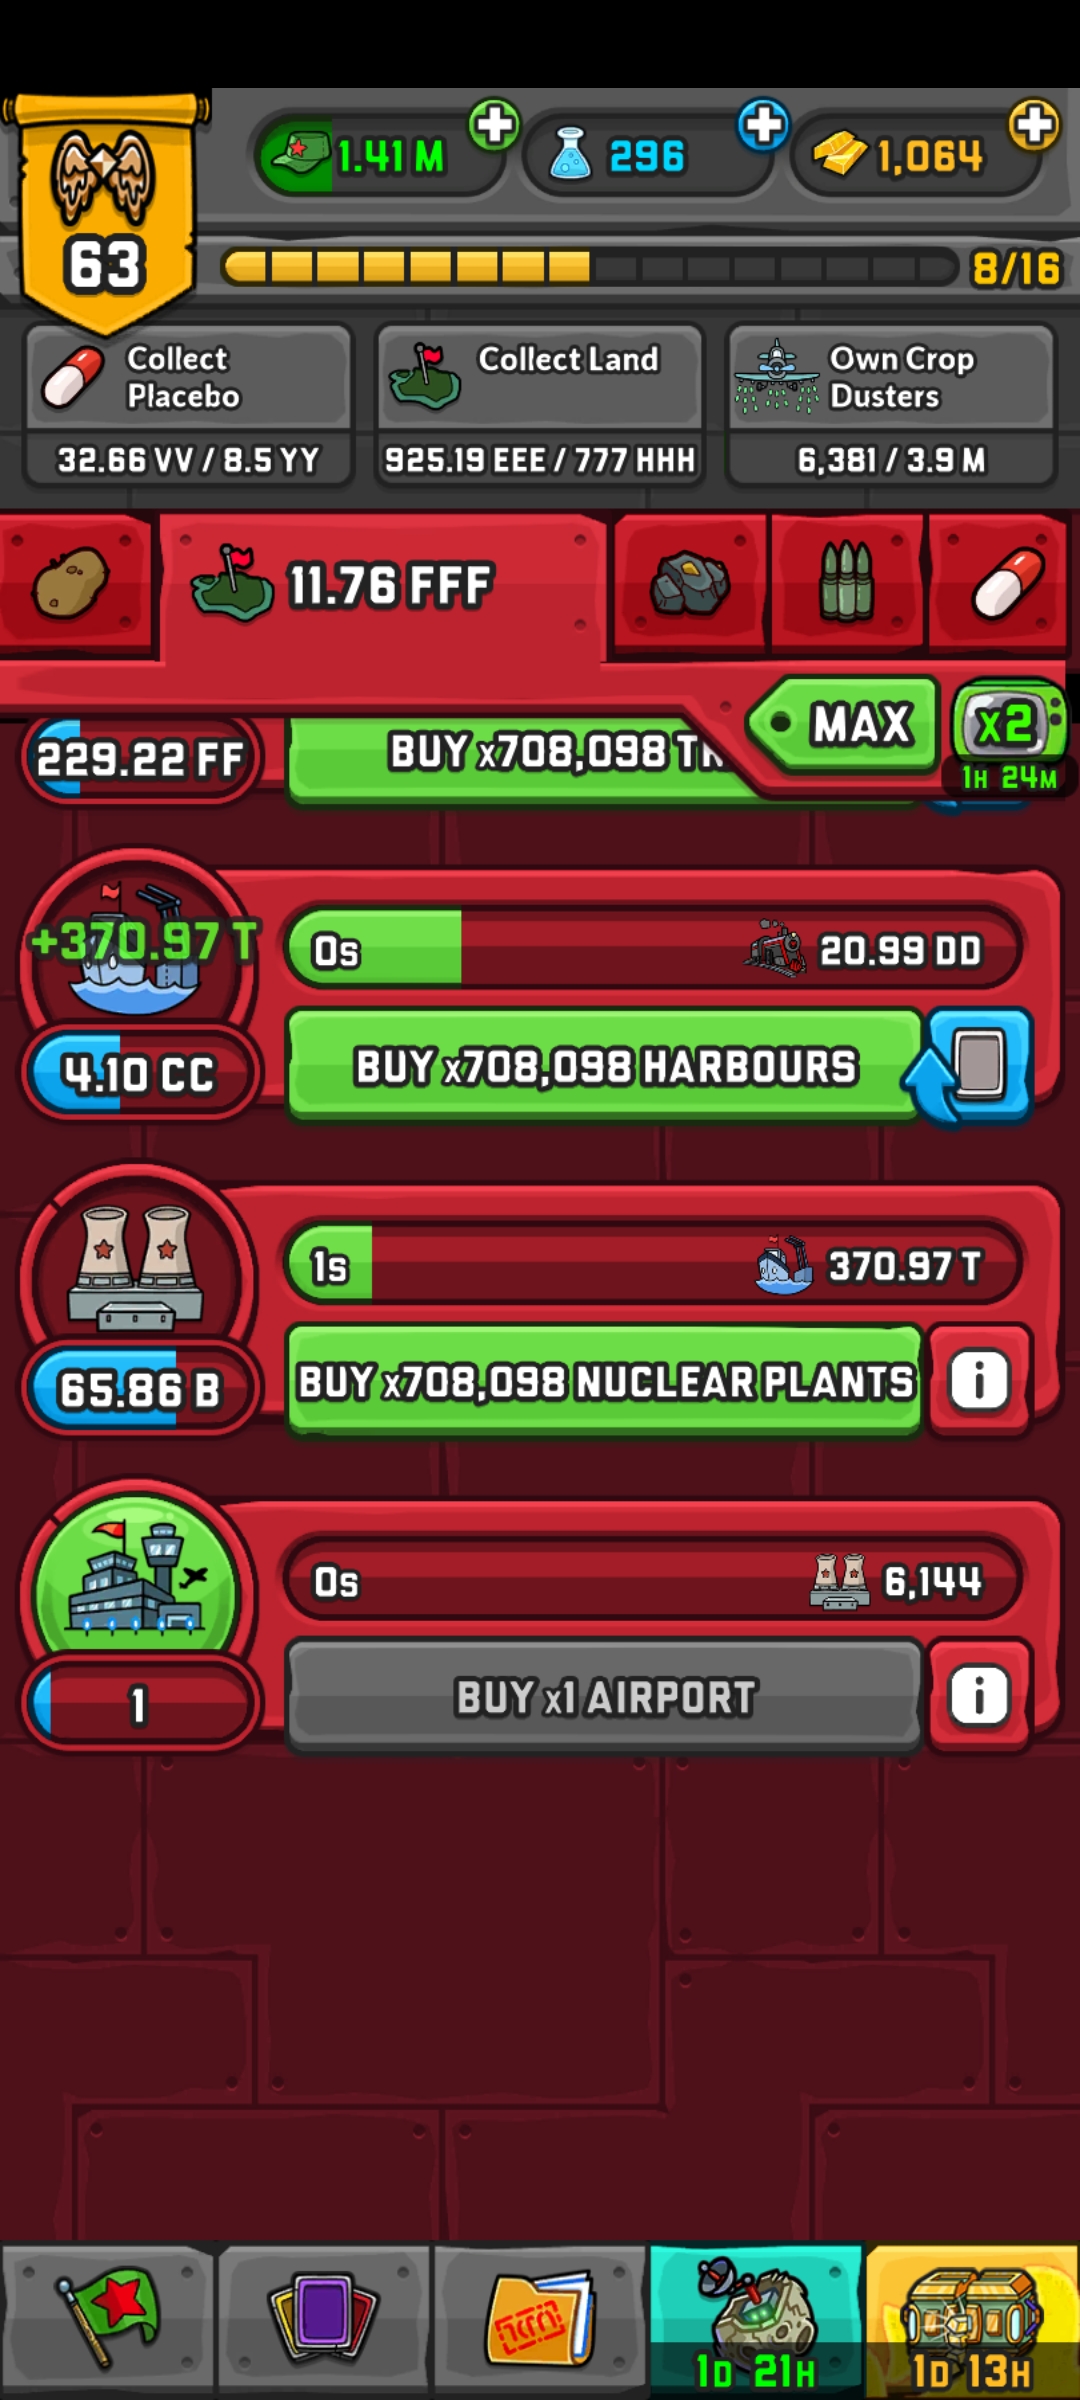 1.41 M
296
1,064
63
8/16
Collect
Placebo
32.66 VV / 8.5 YY
Collect Land
925.19 EEE / 777 HHH
Own Crop
Dusters
6,381 / 3.9 M
11.76 FFF
MAX
x2
1H 24M
229.22 FF
BUY x708,098
+370.97 T
0s
20.99 DD
4.10 CC
BUY x708,098 HARBOURS
1s
370.97 T
65.86 B
BUY x708,098 NUCLEAR PLANTS
i
0s
6,144
1
BUY x1 AIRPORT
i
1D 21H
1D 13H